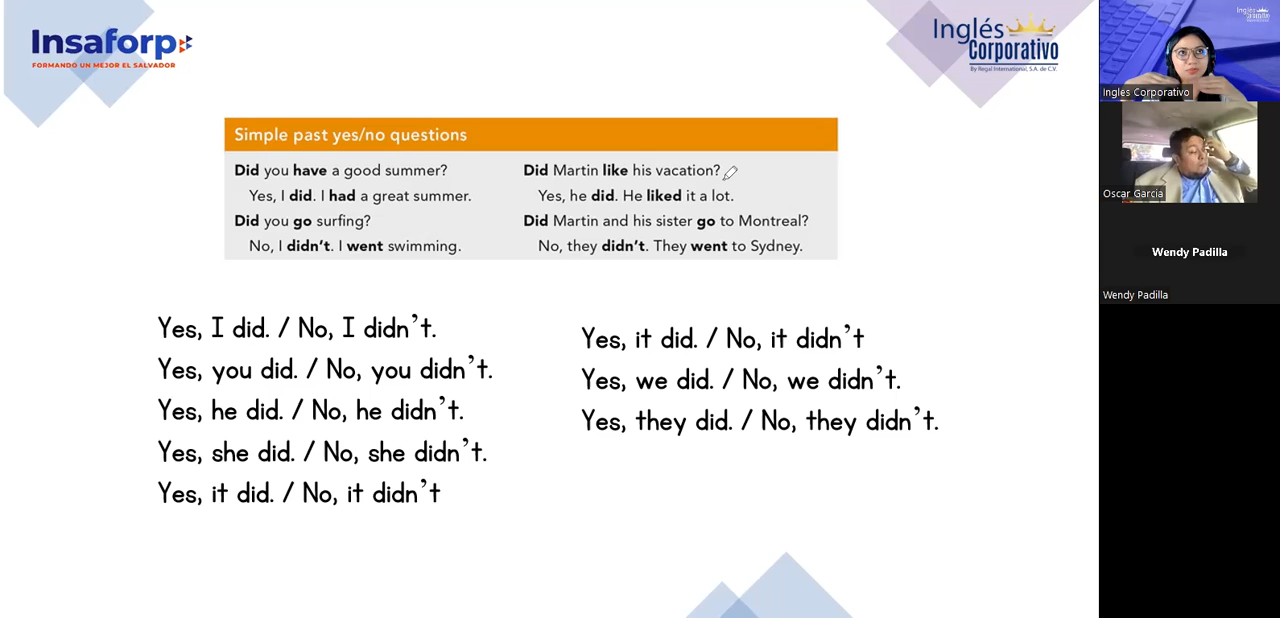 Insaforp
FORMANDO UN MEJOR EL SALVADOR
Inglés
Corporativo
By Regal International, S.A. de C.V.
Simple past yes/no questions
Did you have a good summer?
Yes, I did. I had a great summer.
Did you go surfing?
No, I didn't. I went swimming.
Did Martin like his vacation?
Yes, he did. He liked it a lot.
Did Martin and his sister go to Montreal?
No, they didn't. They went to Sydney.
Yes, I did. / No, I didn't.
Yes, you did. / No, you didn't.
Yes, he did. / No, he didn't.
Yes, she did. / No, she didn't.
Yes, it did. / No, it didn't
Yes, it did. / No, it didn't
Yes, we did. / No, we didn't.
Yes, they did. / No, they didn't.
Inglés
Ingles Corporativo
Oscar Garcia
Wendy Padilla
Wendy Padilla